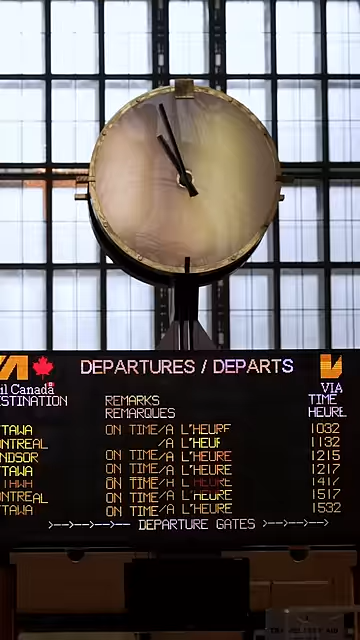 DEPARTURES / DEPARTS
il Canada
VIA
STINATION REMARKS TIME
REMARQUES HEURE
TAWA ON TIME/A L'HEURE 1032
ONTREAL /A L'HEUR 1132
NDSOR ON TIME/A L'HEURE 1215
TAWA ON TIME/A L'HEURE 1217
ON TIME/A L'HEURE 1417
ONTREAL ON TIME/A L'HEURE 1517
TAWA ON TIME/A L'HEURE 1532
>-->-->-->-- DEPARTURE GATES >-->-->-->